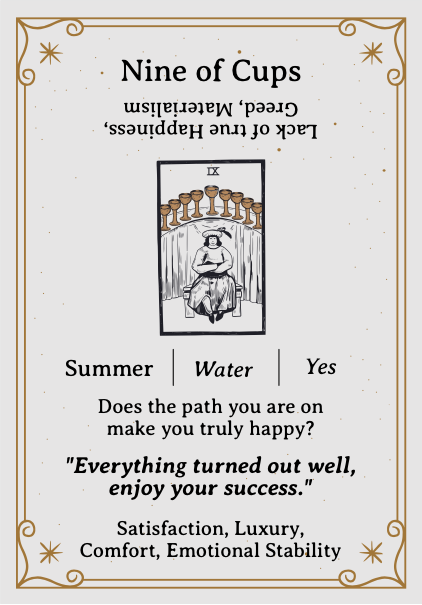 Nine of Cups
Lack of true Happiness,
Greed, Materialism
IX
Summer | Water | Yes
Does the path you are on
make you truly happy?
"Everything turned out well,
enjoy your success."
Satisfaction, Luxury,
Comfort, Emotional Stability